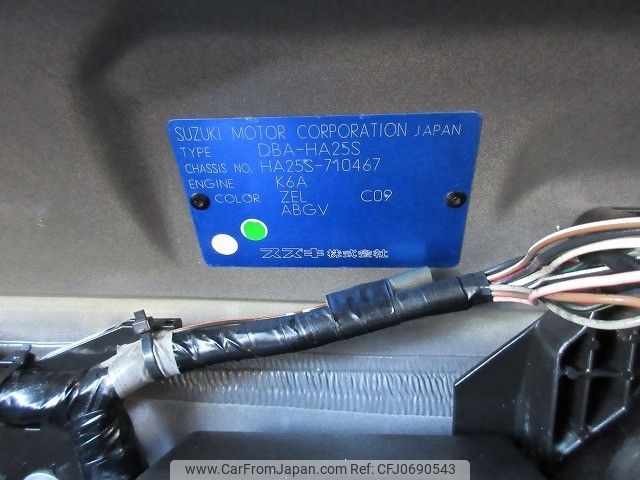 SUZUKI MOTOR CORPORATION JAPAN
TYPE DBA-HA25S
CHASSIS NO. HA25S-710467
ENGINE K6A
COLOR ZEL C09
ABGV
スズキ株式会社
www.CarFromJapan.com | © CarFromJapan | CFJ0690543